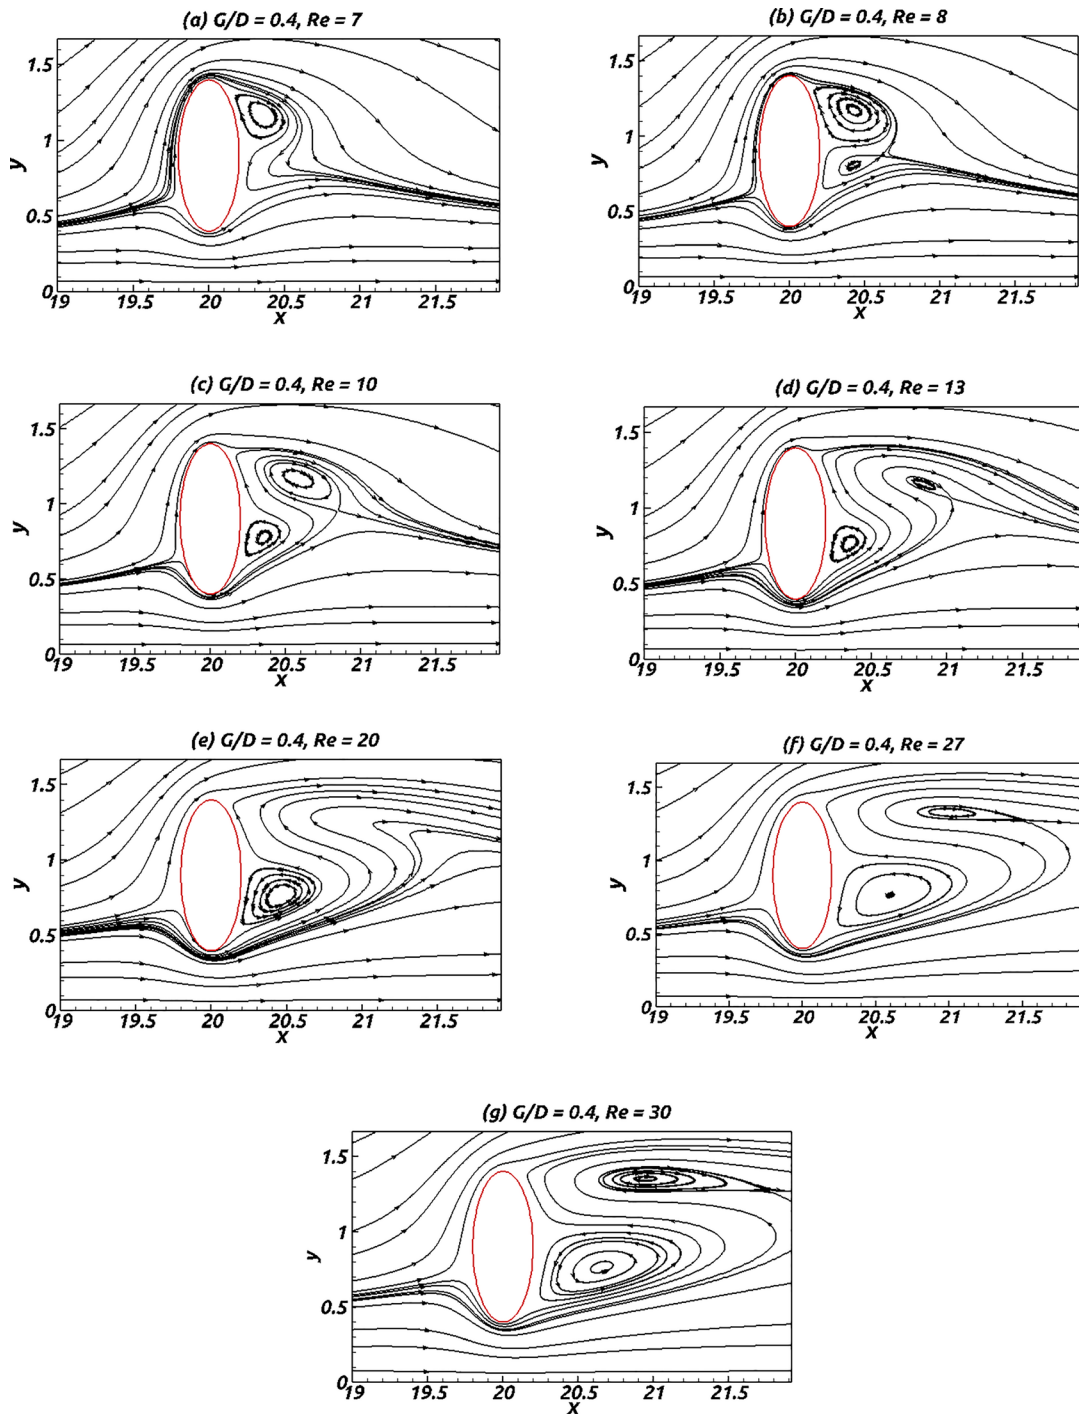 (a) G/D = 0.4, Re = 7
1.5
1
0.5
0
y
19 19.5 20 20.5 21 21.5
x
(b) G/D = 0.4, Re = 8
1.5
1
0.5
0
y
19 19.5 20 20.5 21 21.5
x
(c) G/D = 0.4, Re = 10
1.5
1
0.5
0
y
19 19.5 20 20.5 21 21.5
x
(d) G/D = 0.4, Re = 13
1.5
1
0.5
0
y
19 19.5 20 20.5 21 21.5
x
(e) G/D = 0.4, Re = 20
1.5
1
0.5
0
y
19 19.5 20 20.5 21 21.5
x
(f) G/D = 0.4, Re = 27
1.5
1
0.5
0
y
19 19.5 20 20.5 21 21.5
x
(g) G/D = 0.4, Re = 30
1.5
1
0.5
0
y
19 19.5 20 20.5 21 21.5
x